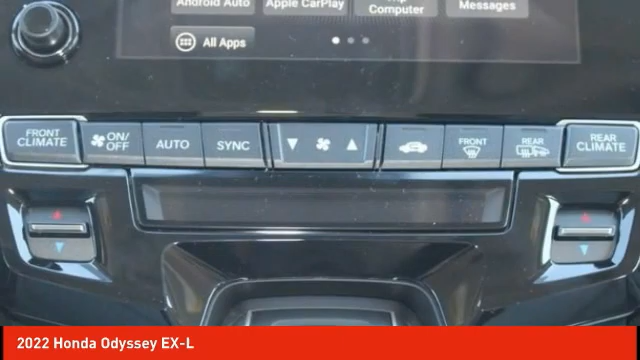 Android Auto
Apple CarPlay
Trip
Computer
Messages
All Apps
FRONT
CLIMATE
ON/
OFF
AUTO
SYNC
FRONT
REAR
REAR
CLIMATE
2022 Honda Odyssey EX-L